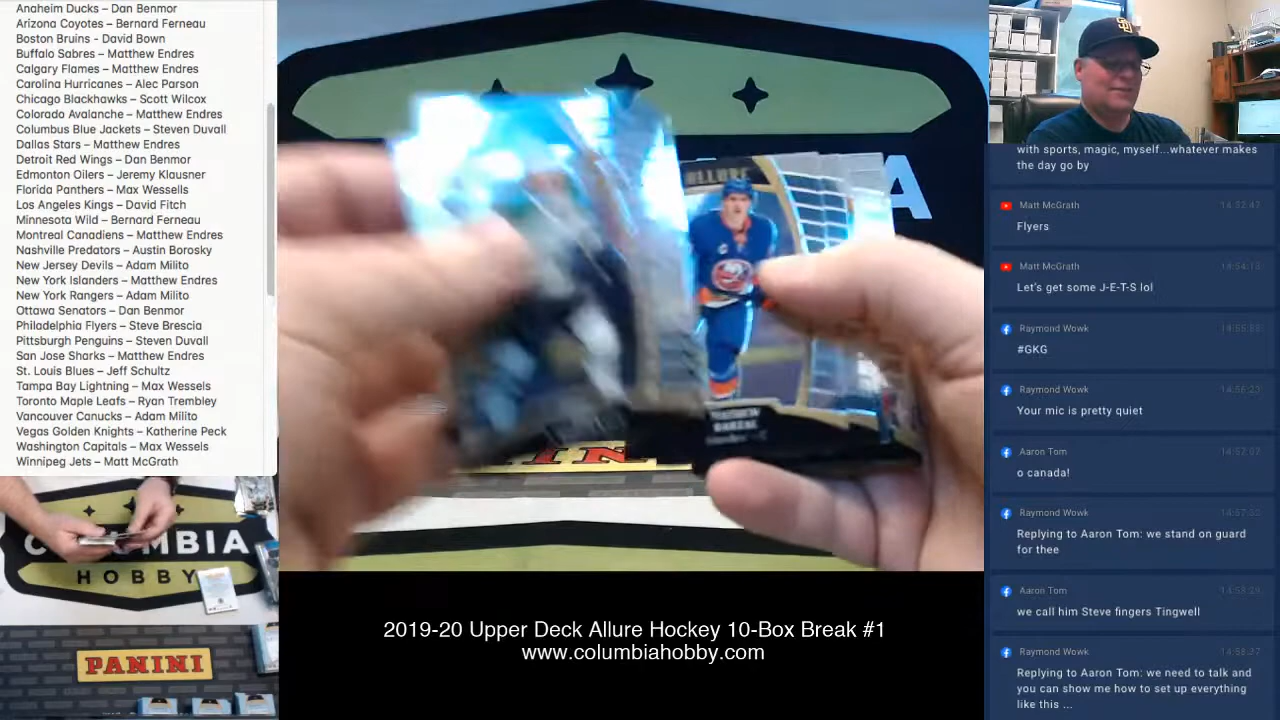 Anaheim Ducks – Dan Benmor
Arizona Coyotes – Bernard Ferneau
Boston Bruins - David Bown
Buffalo Sabres – Matthew Endres
Calgary Flames – Matthew Endres
Carolina Hurricanes – Alec Parson
Chicago Blackhawks – Scott Wilcox
Colorado Avalanche – Matthew Endres
Columbus Blue Jackets – Steven Duvall
Dallas Stars – Matthew Endres
Detroit Red Wings – Dan Benmor
Edmonton Oilers – Jeremy Klausner
Florida Panthers – Max Wessells
Los Angeles Kings – David Fitch
Minnesota Wild – Bernard Ferneau
Montreal Canadiens – Matthew Endres
Nashville Predators – Austin Borosky
New Jersey Devils – Adam Milito
New York Islanders – Matthew Endres
New York Rangers – Adam Milito
Ottawa Senators – Dan Benmor
Philadelphia Flyers – Steve Brescia
Pittsburgh Penguins – Steven Duvall
San Jose Sharks – Matthew Endres
St. Louis Blues – Jeff Schultz
Tampa Bay Lightning – Max Wessels
Toronto Maple Leafs – Ryan Trembley
Vancouver Canucks – Adam Milito
Vegas Golden Knights – Katherine Peck
Washington Capitals – Max Wessels
Winnipeg Jets – Matt McGrath
COLUMBIA
HOBBY
PANINI
ALLURE
2019-20 Upper Deck Allure Hockey 10-Box Break #1
www.columbiahobby.com
SD
with sports, magic, myself...whatever makes
the day go by
Matt McGrath
Flyers
Matt McGrath
Let's get some J-E-T-S lol
Raymond Wowk
#GKG
Raymond Wowk
Your mic is pretty quiet
Aaron Tom
o canada!
Raymond Wowk
Replying to Aaron Tom: we stand on guard
for thee
Aaron Tom
we call him Steve fingers Tingwell
Raymond Wowk
Replying to Aaron Tom: we need to talk and
you can show me how to set up everything
like this ...